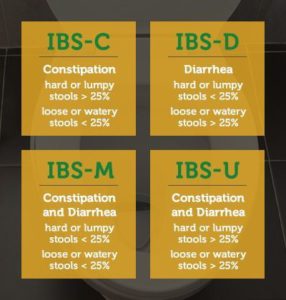 IBS-C
Constipation
hard or lumpy
stools > 25%
loose or watery
stools < 25%
IBS-D
Diarrhea
hard or lumpy
stools < 25%
loose or watery
stools > 25%
IBS-M
Constipation
and Diarrhea
hard or lumpy
stools > 25%
loose or watery
stools > 25%
IBS-U
Constipation
and Diarrhea
hard or lumpy
stools > 25%
loose or watery
stools > 25%